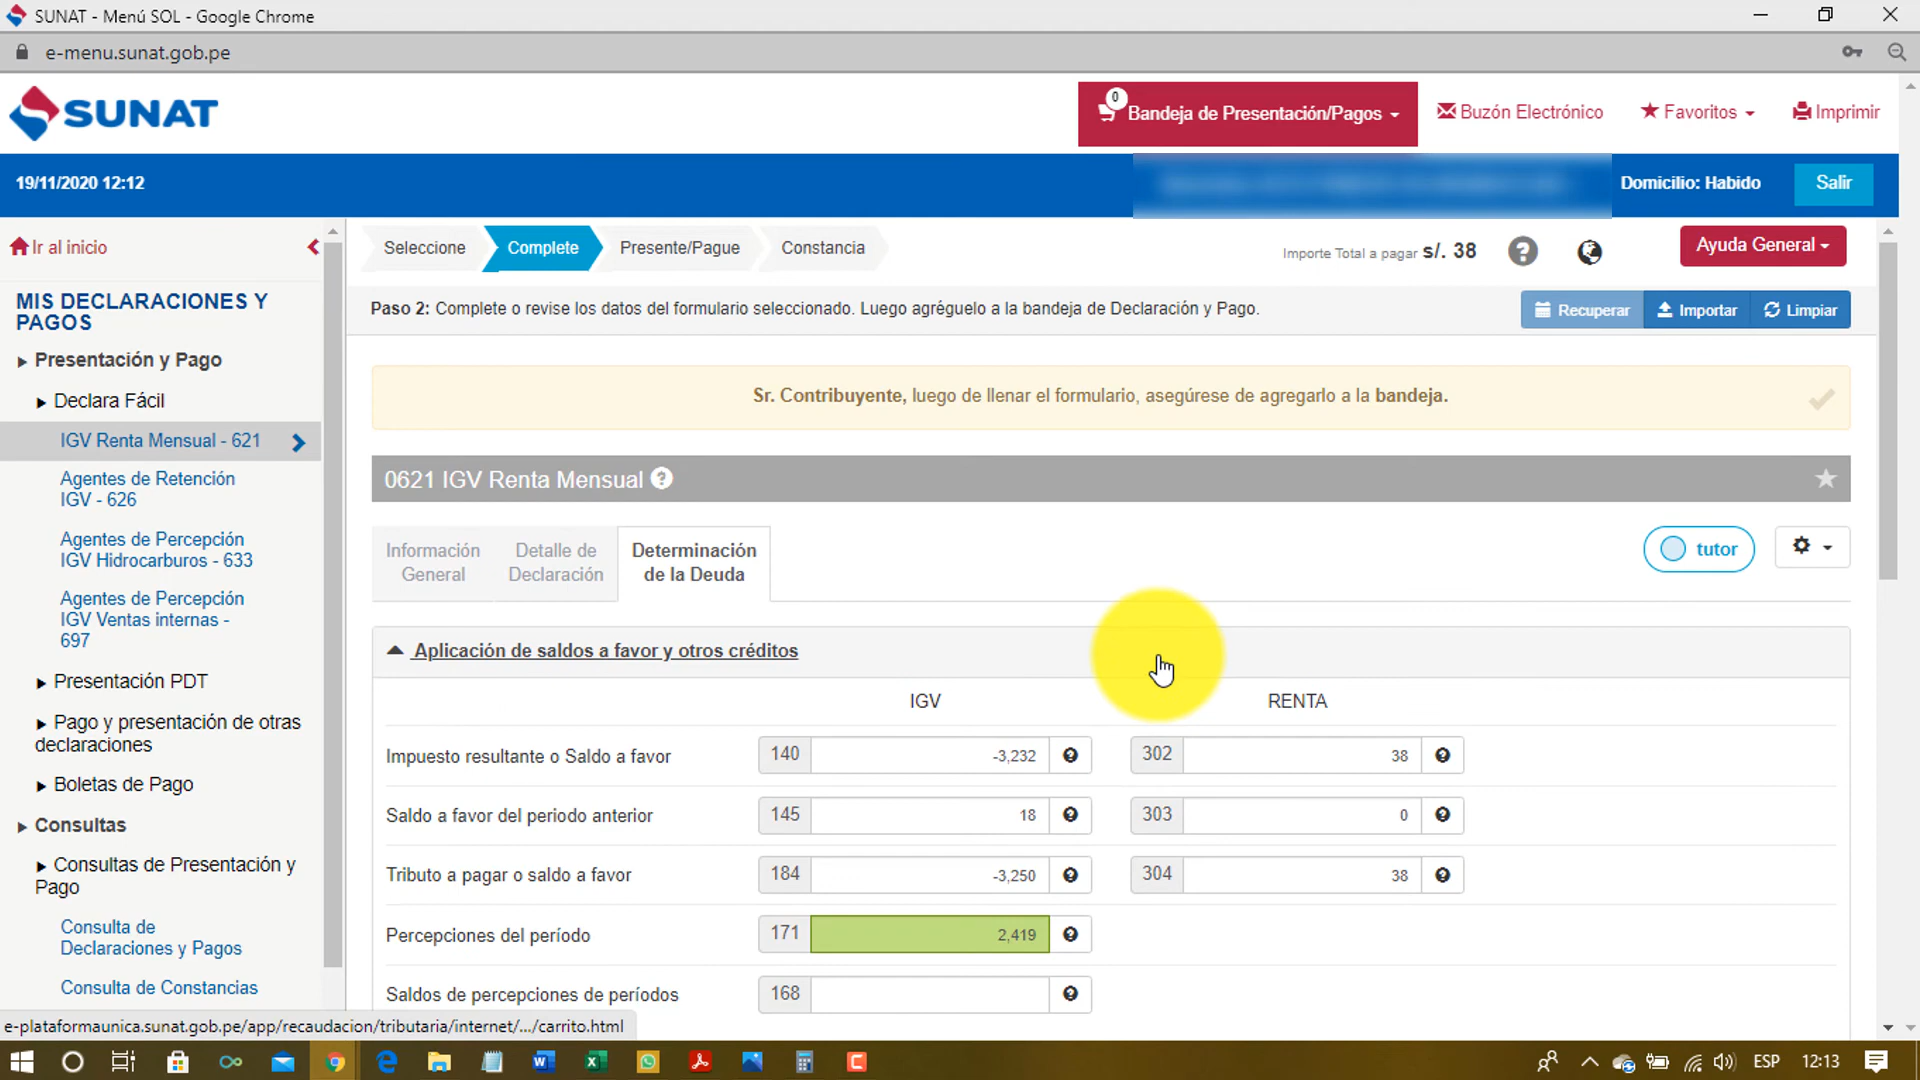 SUNAT - Menú SOL - Google Chrome
e-menu.sunat.gob.pe
SUNAT
0
Bandeja de Presentación/Pagos
Buzón Electrónico
Favoritos
Imprimir
19/11/2020 12:12
Domicilio: Habido
Salir
Ir al inicio
MIS DECLARACIONES Y
PAGOS
Presentación y Pago
Declara Fácil
IGV Renta Mensual - 621
Agentes de Retención
IGV - 626
Agentes de Percepción
IGV Hidrocarburos - 633
Agentes de Percepción
IGV Ventas internas -
697
Presentación PDT
Pago y presentación de otras
declaraciones
Boletas de Pago
Consultas
Consultas de Presentación y
Pago
Consulta de
Declaraciones y Pagos
Consulta de Constancias
Seleccione
Complete
Presente/Pague
Constancia
Importe Total a pagar s/. 38
Ayuda General
Paso 2: Complete o revise los datos del formulario seleccionado. Luego agréguelo a la bandeja de Declaración y Pago.
Recuperar
Importar
Limpiar
Sr. Contribuyente, luego de llenar el formulario, asegúrese de agregarlo a la bandeja.
0621 IGV Renta Mensual
Información
General
Detalle de
Declaración
Determinación
de la Deuda
tutor
Aplicación de saldos a favor y otros créditos
IGV RENTA
Impuesto resultante o Saldo a favor 140 -3,232 302 38
Saldo a favor del periodo anterior 145 18 303 0
Tributo a pagar o saldo a favor 184 -3,250 304 38
Percepciones del período 171 2,419
Saldos de percepciones de períodos 168
e-plataformaunica.sunat.gob.pe/app/recaudacion/tributaria/internet/.../carrito.html
ESP
12:13